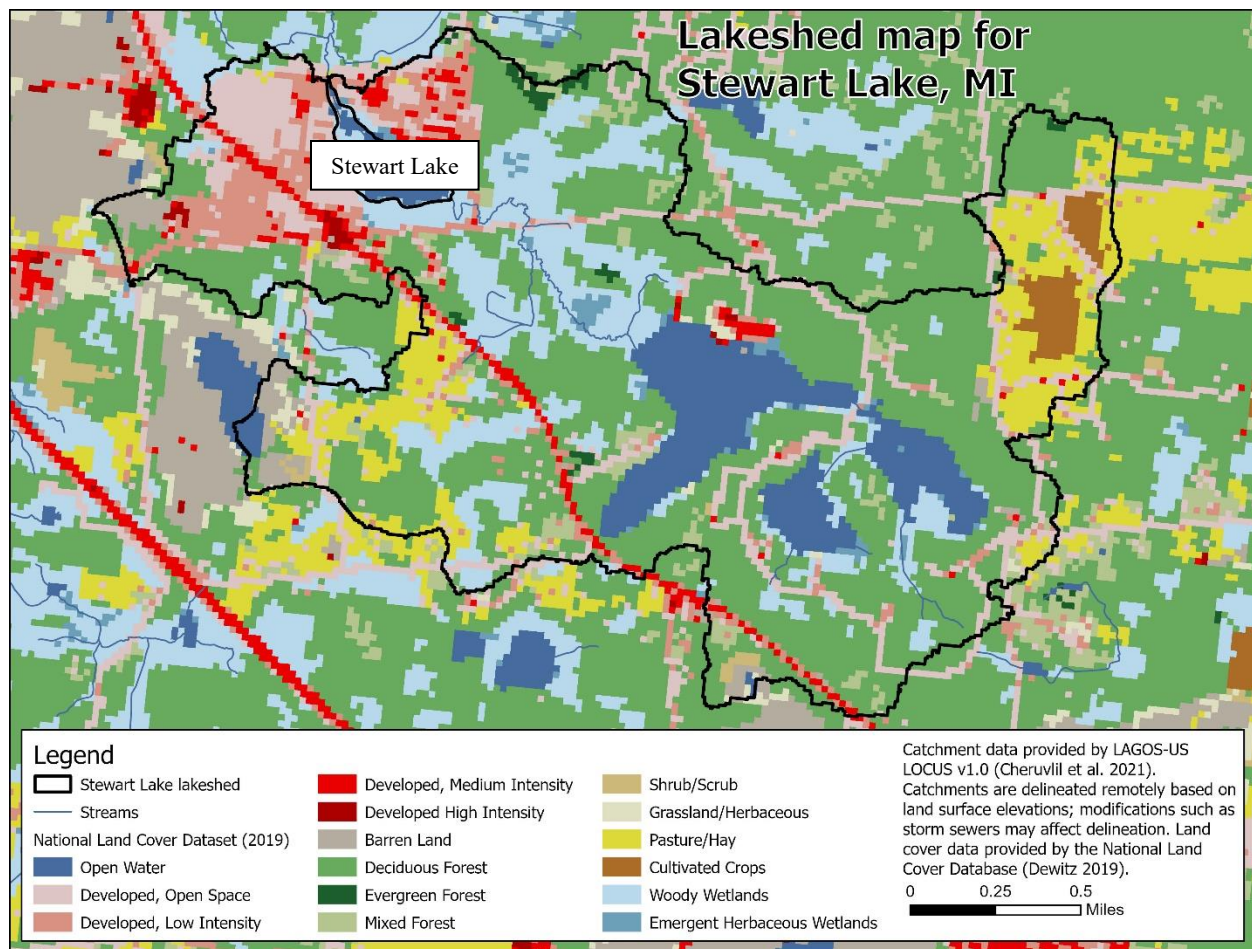 Lakeshed map for
Stewart Lake, MI
Stewart Lake
Legend
Stewart Lake lakeshed
Streams
National Land Cover Dataset (2019)
Open Water
Developed, Open Space
Developed, Low Intensity
Developed, Medium Intensity
Developed High Intensity
Barren Land
Deciduous Forest
Evergreen Forest
Mixed Forest
Shrub/Scrub
Grassland/Herbaceous
Pasture/Hay
Cultivated Crops
Woody Wetlands
Emergent Herbaceous Wetlands
Catchment data provided by LAGOS-US
LOCUS v1.0 (Cheruvlil et al. 2021).
Catchments are delineated remotely based on
land surface elevations; modifications such as
storm sewers may affect delineation. Land
cover data provided by the National Land
Cover Database (Dewitz 2019).
0 0.25 0.5
Miles